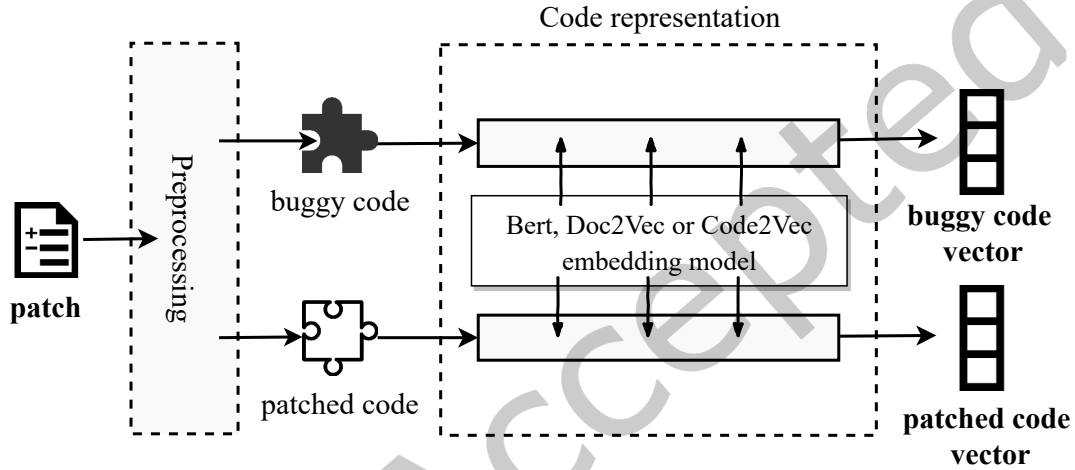 Code representation
Preprocessing
buggy code
Bert, Doc2Vec or Code2Vec
embedding model
buggy code
vector
patch
patched code
patched code
vector
Accepted